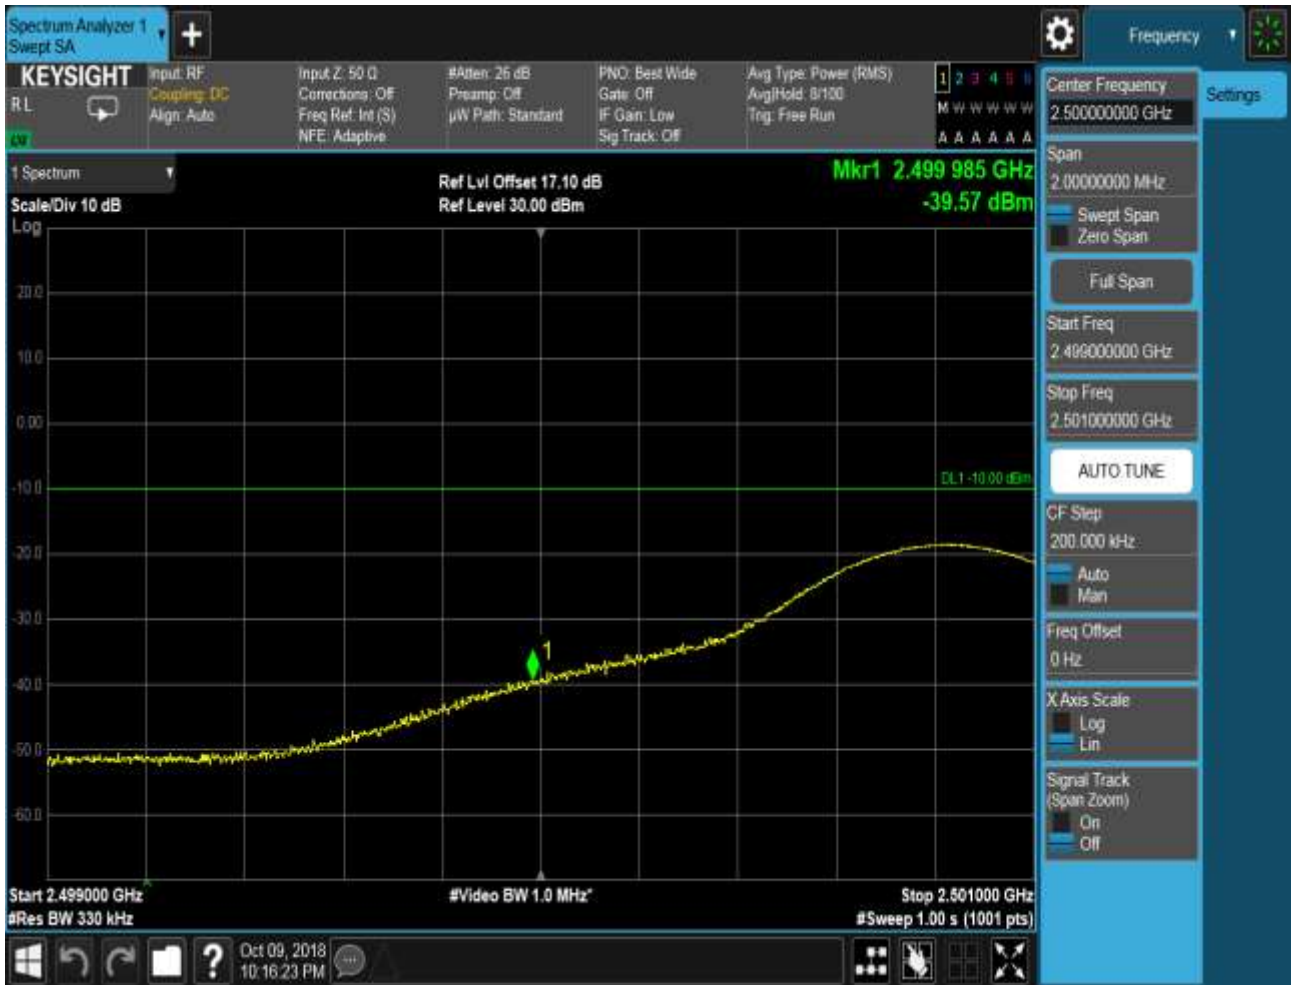 Spectrum Analyzer 1
Swept SA
Frequency
KEYSIGHT
R L
Input: RF
Coupling: DC
Align: Auto
Input Z: 50 Ω
Corrections: Off
Freq Ref: Int (S)
NFE: Adaptive
#Atten: 26 dB
Preamp: Off
µW Path: Standard
PNO: Best Wide
Gate: Off
IF Gain: Low
Sig Track: Off
Avg Type: Power (RMS)
Avg|Hold: 8/100
Trig: Free Run
1 2 3 4 5 6
M W W W W W
A A A A A A
1 Spectrum
Scale/Div 10 dB
Log
Ref Lvl Offset 17.10 dB
Ref Level 30.00 dBm
Mkr1 2.499 985 GHz
-39.57 dBm
20.0
10.0
0.00
-10.0
-20.0
-30.0
-40.0
-50.0
-60.0
DL1 -10.00 dBm
1
Start 2.499000 GHz
#Res BW 330 kHz
#Video BW 1.0 MHz*
Stop 2.501000 GHz
#Sweep 1.00 s (1001 pts)
Oct 09, 2018
10:16:23 PM
Center Frequency
2.500000000 GHz
Settings
Span
2.00000000 MHz
Swept Span
Zero Span
Full Span
Start Freq
2.499000000 GHz
Stop Freq
2.501000000 GHz
AUTO TUNE
CF Step
200.000 kHz
Auto
Man
Freq Offset
0 Hz
X Axis Scale
Log
Lin
Signal Track
(Span Zoom)
On
Off